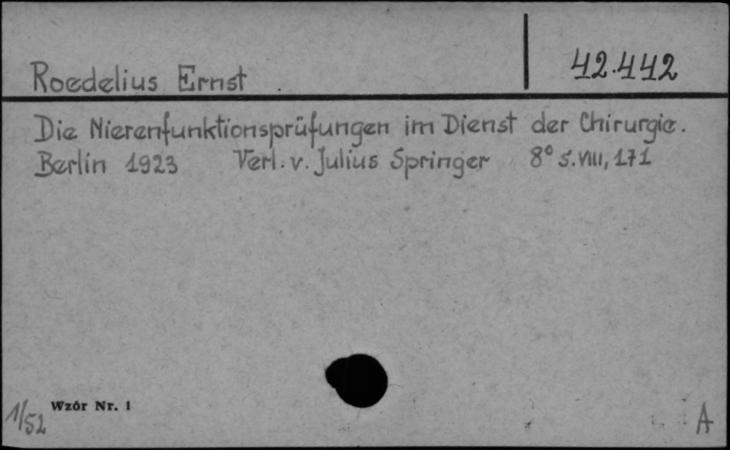 Roedelius Ernst
42.442
Die Nierenfunktionsprüfungen im Dienst der Chirurgie.
Berlin 1923 Verl. v. Julius Springer 8° s. VIII, 171
Wzór Nr. 1
1/52
A